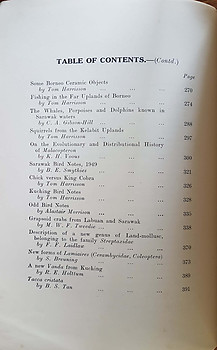 TABLE OF CONTENTS.—(Contd.)
Page
Some Borneo Ceramic Objects
by Tom Harrisson ... 270
Fishing in the Far Uplands of Borneo
by Tom Harrisson ... 274
The Whales, Porpoises and Dolphins known in
Sarawak waters
by C. A. Gibson-Hill ... 288
Squirrels from the Kelabit Uplands
by Tom Harrisson ... 297
On the Evolutionary and Distributional History
of Malacopteron
by K. H. Voous ... 300
Sarawak Bird Notes, 1949
by B. E. Smythies ... 321
Chick versus King Cobra
by Tom Harrisson ... 327
Kuching Bird Notes
by Tom Harrisson ... 328
Odd Bird Notes
by Alastair Morrison ... 335
Grapsoid crabs from Labuan and Sarawak
by M. W. F. Tweedie ... 338
Description of a new genus of Land-mollusc,
belonging to the family Streptaxidae
by F. F. Laidlaw ... 370
New forms of Lamiaires (Cerambycidae, Coleoptera)
by S. Breuning ... 373
A new Vanda from Kuching
by R. E. Holttum ... 389
Tacca cristata
by B. S. Tan ... 391